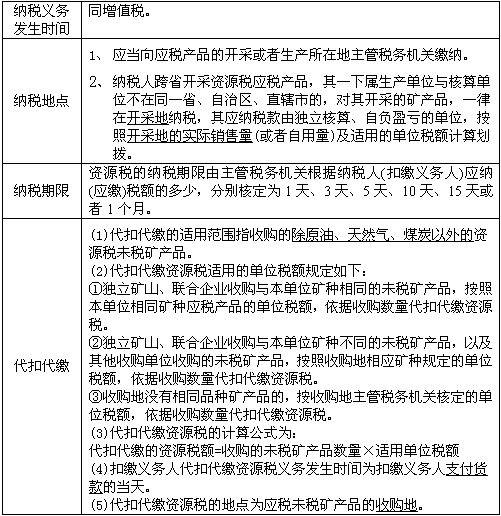 纳税义务
发生时间
同增值税。
纳税地点
1、 应当向应税产品的开采或者生产所在地主管税务机关缴纳。
2、 纳税人跨省开采资源税应税产品，其一下属生产单位与核算单
位不在同一省、自治区、直辖市的，对其开采的矿产品，一律
在开采地纳税，其应纳税款由独立核算、自负盈亏的单位，按
照开采地的实际销售量(或者自用量)及适用的单位税额计算划
拨。
纳税期限
资源税的纳税期限由主管税务机关根据纳税人(扣缴义务人)应纳
(应缴)税额的多少，分别核定为1天、3天、5天、10天、15天或
者1个月。
代扣代缴
(1)代扣代缴的适用范围指收购的除原油、天然气、煤炭以外的资
源税未税矿产品。
(2)代扣代缴资源税适用的单位税额规定如下：
①独立矿山、联合企业收购与本单位矿种相同的未税矿产品，按照
本单位相同矿种应税产品的单位税额，依据收购数量代扣代缴资源
税。
②独立矿山、联合企业收购与本单位矿种不同的未税矿产品，以及
其他收购单位收购的未税矿产品，按照收购地相应矿种规定的单位
税额，依据收购数量代扣代缴资源税。
③收购地没有相同品种矿产品的，按收购地主管税务机关核定的单
位税额，依据收购数量代扣代缴资源税。
(3)代扣代缴资源税的计算公式为：
代扣代缴的资源税额=收购的未税矿产品数量×适用单位税额
(4)扣缴义务人代扣代缴资源税义务发生时间为扣缴义务人支付货
款的当天。
(5)代扣代缴资源税的地点为应税未税矿产品的收购地。